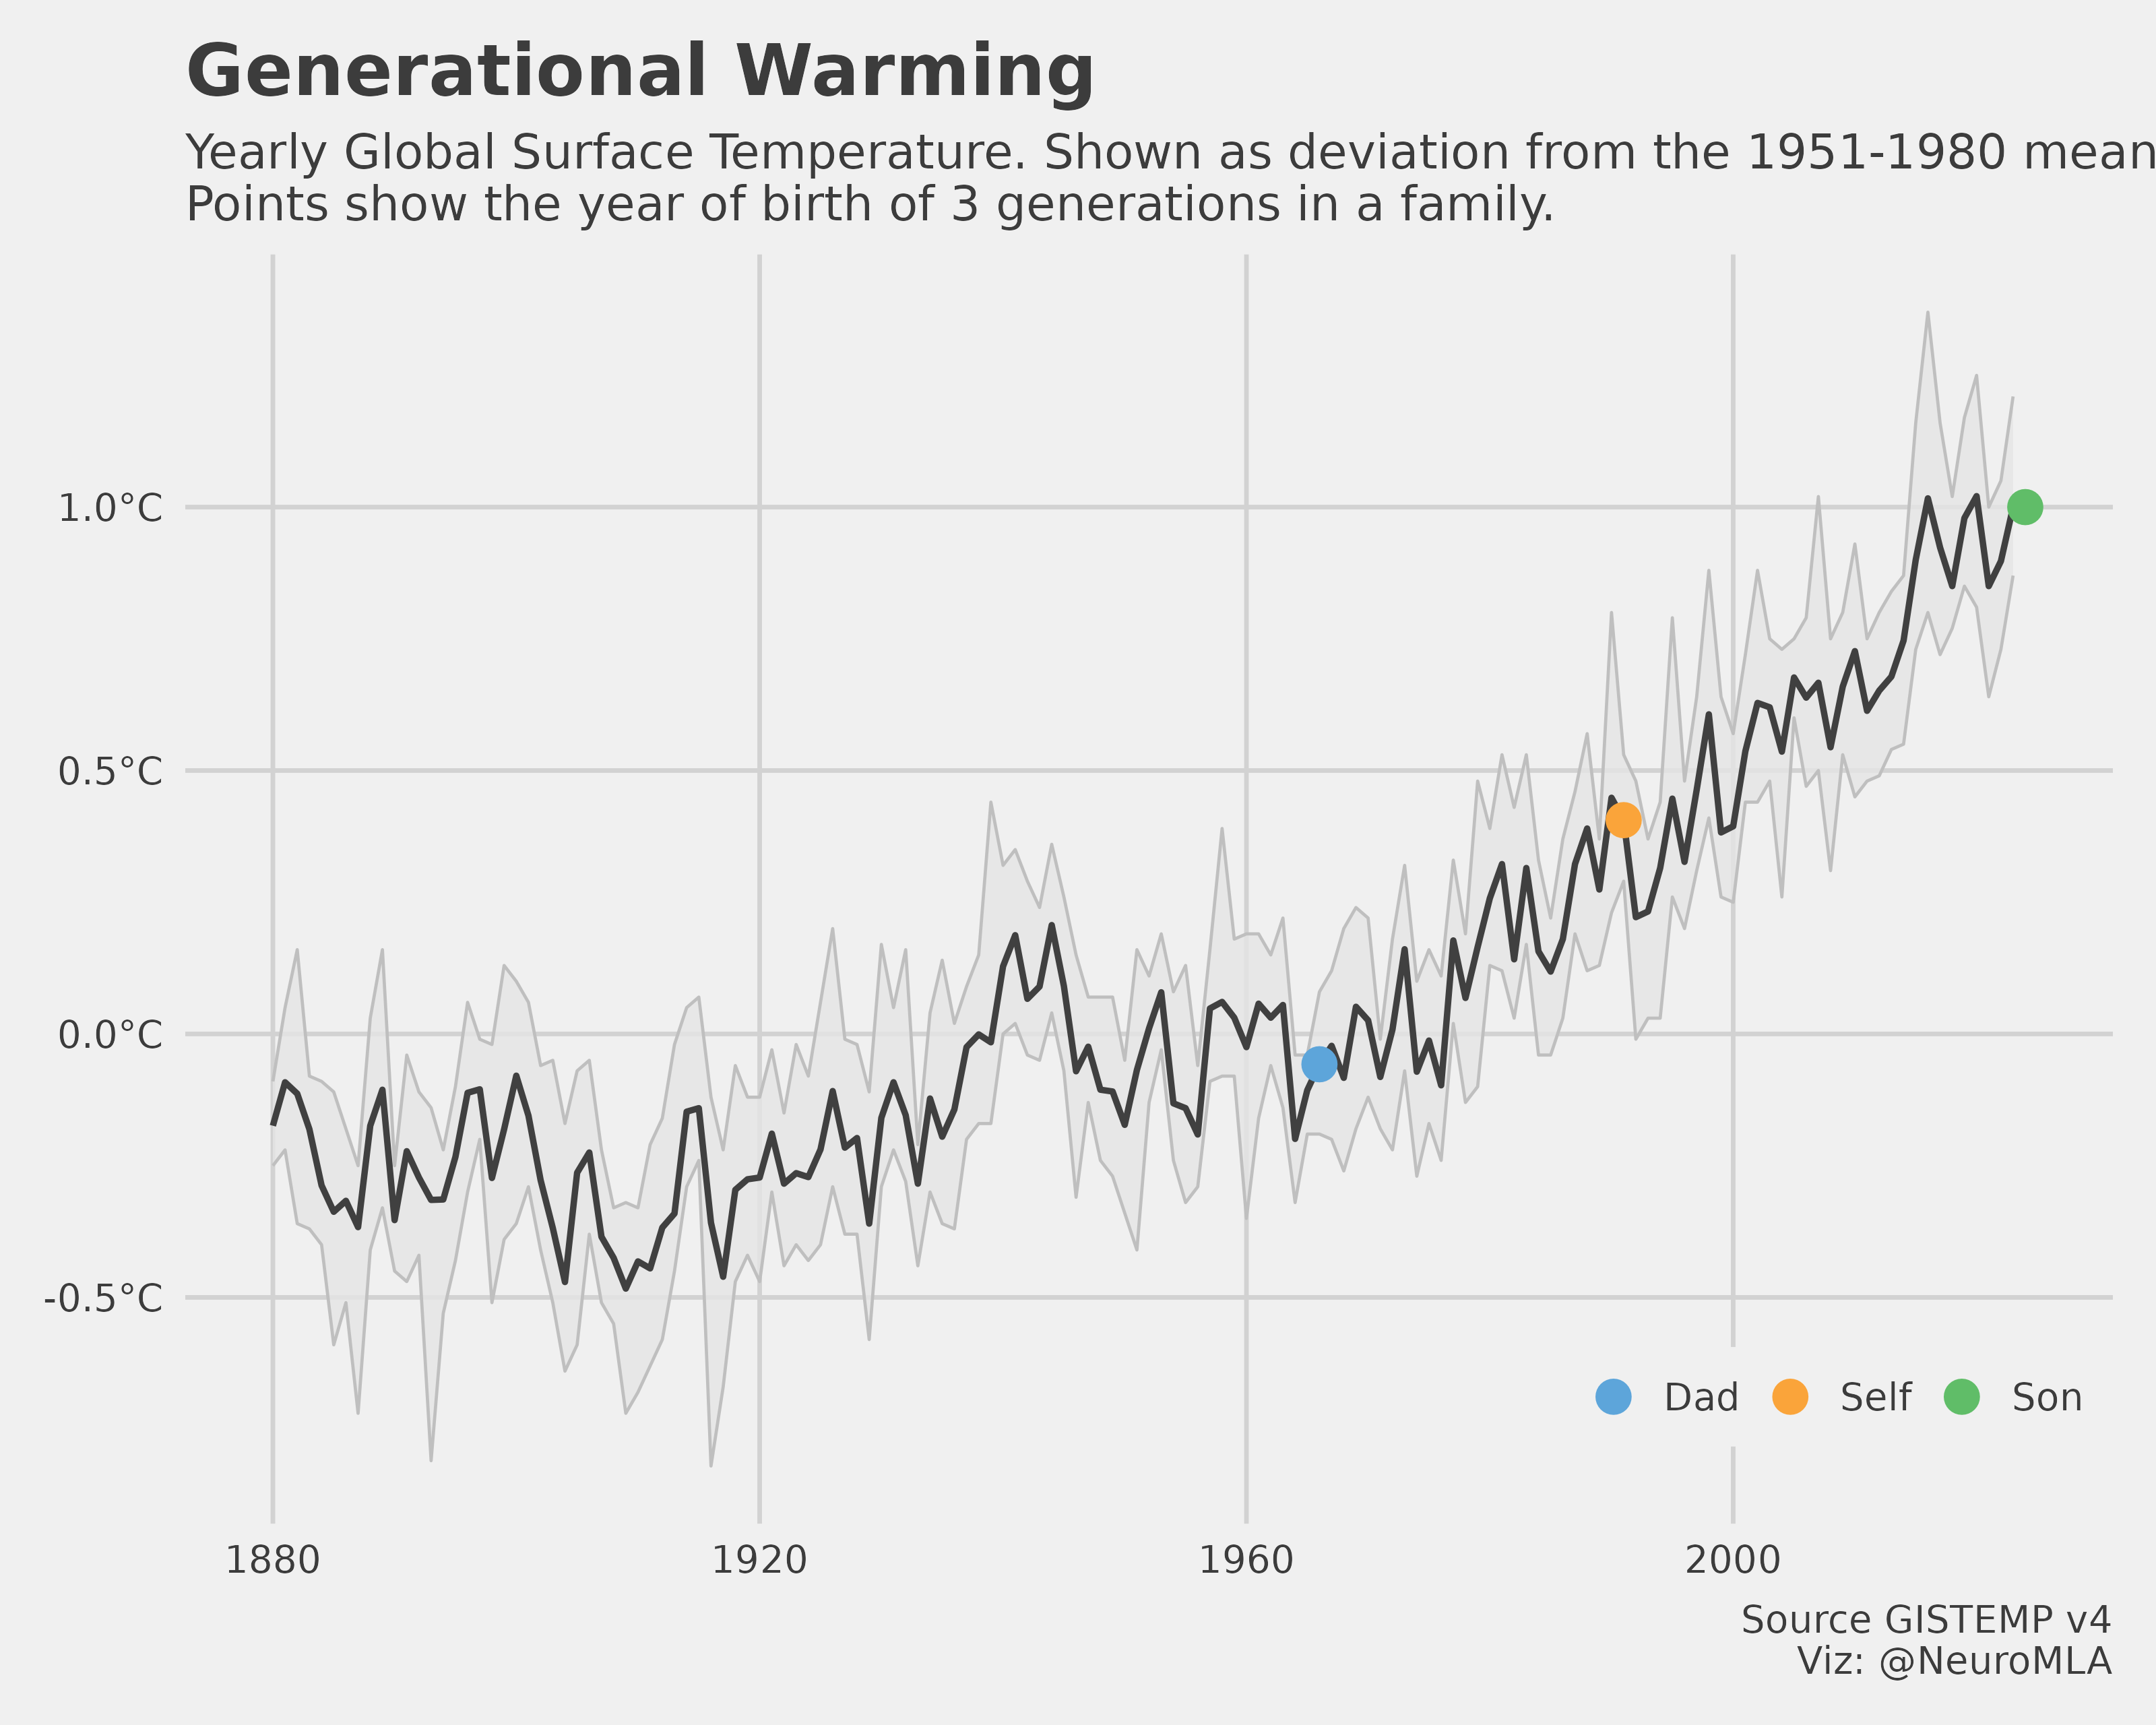 Generational Warming
Yearly Global Surface Temperature. Shown as deviation from the 1951-1980 mean
Points show the year of birth of 3 generations in a family.
1.0°C
0.5°C
0.0°C
-0.5°C
Dad Self Son
1880 1920 1960 2000
Source GISTEMP v4
Viz: @NeuroMLA